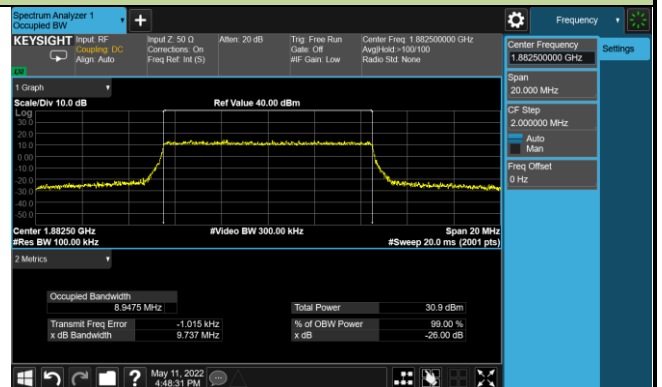 Spectrum Analyzer 1
Occupied BW
Frequency
KEYSIGHT
Input: RF
Coupling: DC
Align: Auto
Input Z: 50 Ω
Corrections: On
Freq Ref: Int (S)
Atten: 20 dB
Trig: Free Run
Gate: Off
#IF Gain: Low
Center Freq: 1.882500000 GHz
Avg|Hold:>100/100
Radio Std: None
Center Frequency
1.882500000 GHz
Settings
Span
20.000 MHz
CF Step
2.000000 MHz
Auto
Man
Freq Offset
0 Hz
1 Graph
Scale/Div 10.0 dB
Ref Value 40.00 dBm
Log
30.0
20.0
10.0
0.00
-10.0
-20.0
-30.0
-40.0
-50.0
Center 1.88250 GHz
#Video BW 300.00 kHz
Span 20 MHz
#Res BW 100.00 kHz
#Sweep 20.0 ms (2001 pts)
2 Metrics
Occupied Bandwidth
8.9475 MHz
Total Power
30.9 dBm
Transmit Freq Error
-1.015 kHz
% of OBW Power
99.00 %
x dB Bandwidth
9.737 MHz
x dB
-26.00 dB
?
May 11, 2022
4:48:31 PM